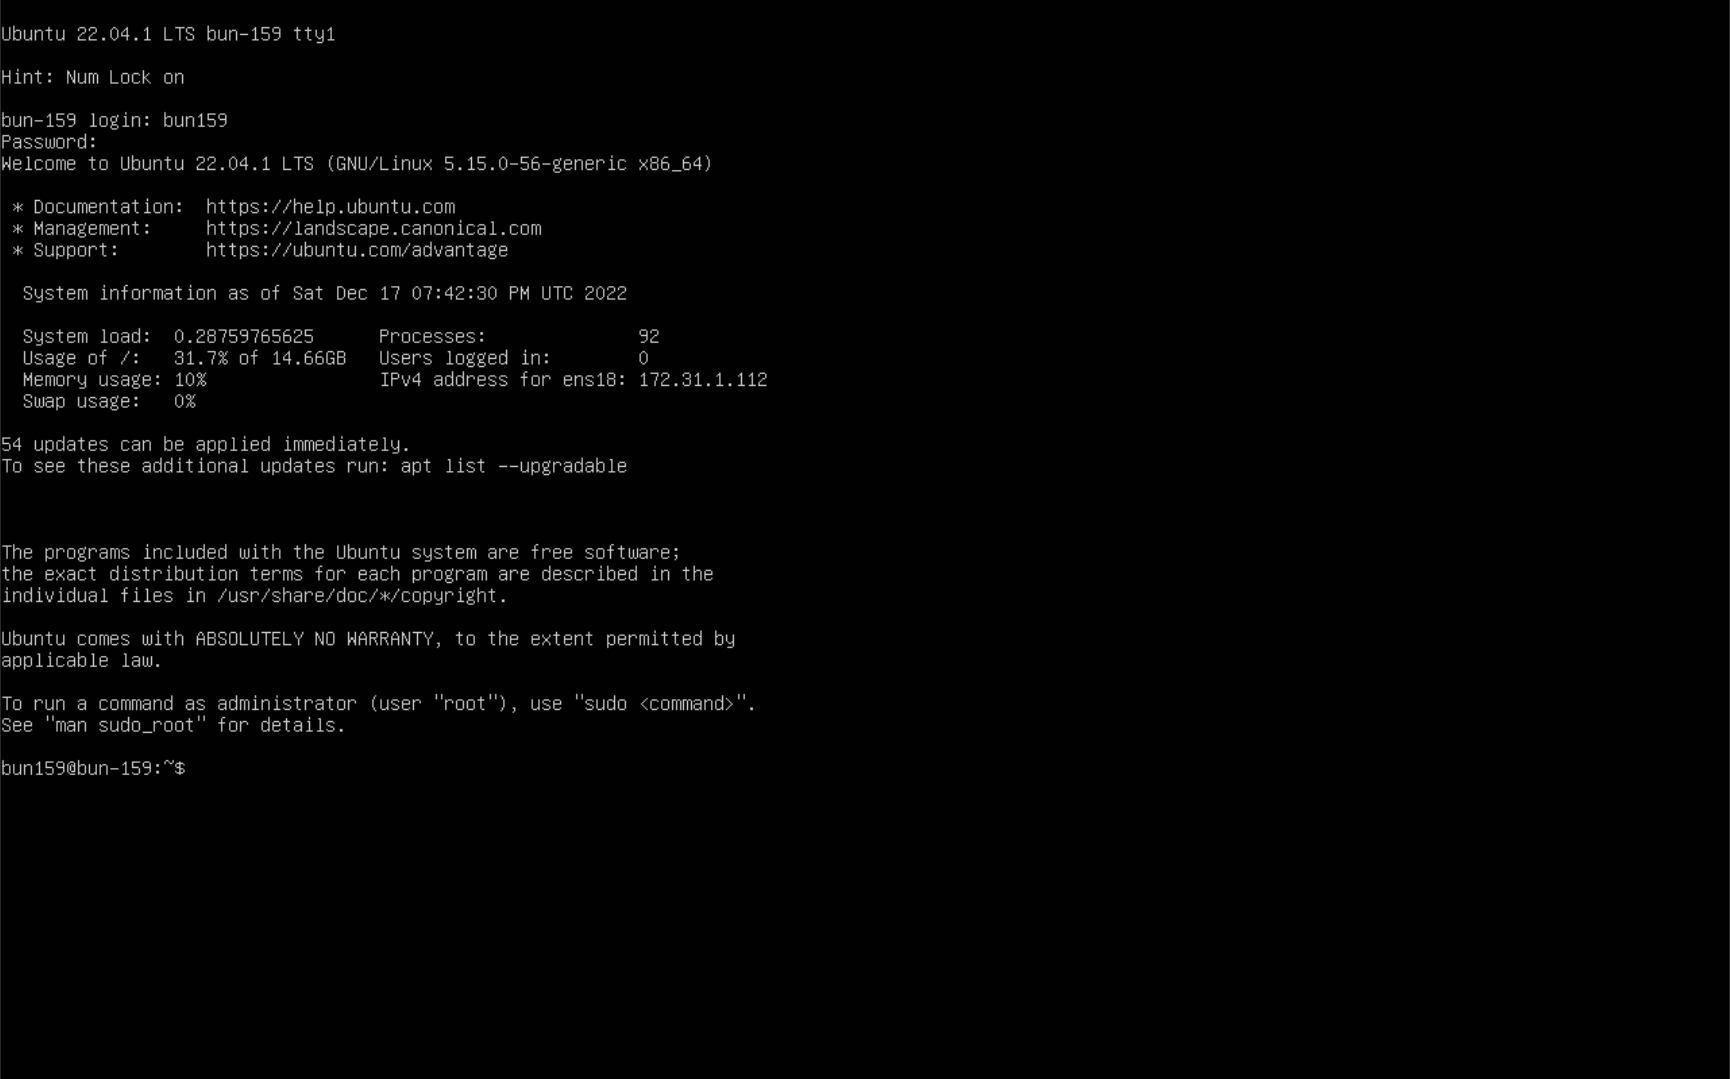 Ubuntu 22.04.1 LTS bun-159 tty1
Hint: Num Lock on
bun-159 login: bun159
Password:
Welcome to Ubuntu 22.04.1 LTS (GNU/Linux 5.15.0-56-generic x86_64)
* Documentation:  https://help.ubuntu.com
* Management:     https://landscape.canonical.com
* Support:        https://ubuntu.com/advantage
System information as of Sat Dec 17 07:42:30 PM UTC 2022
System load:  0.28759765625      Processes:              92
Usage of /:   31.7% of 14.66GB   Users logged in:        0
Memory usage: 10%                IPv4 address for ens18: 172.31.1.112
Swap usage:   0%
54 updates can be applied immediately.
To see these additional updates run: apt list --upgradable
The programs included with the Ubuntu system are free software;
the exact distribution terms for each program are described in the
individual files in /usr/share/doc/*/copyright.
Ubuntu comes with ABSOLUTELY NO WARRANTY, to the extent permitted by
applicable law.
To run a command as administrator (user "root"), use "sudo <command>".
See "man sudo_root" for details.
bun159@bun-159:~$